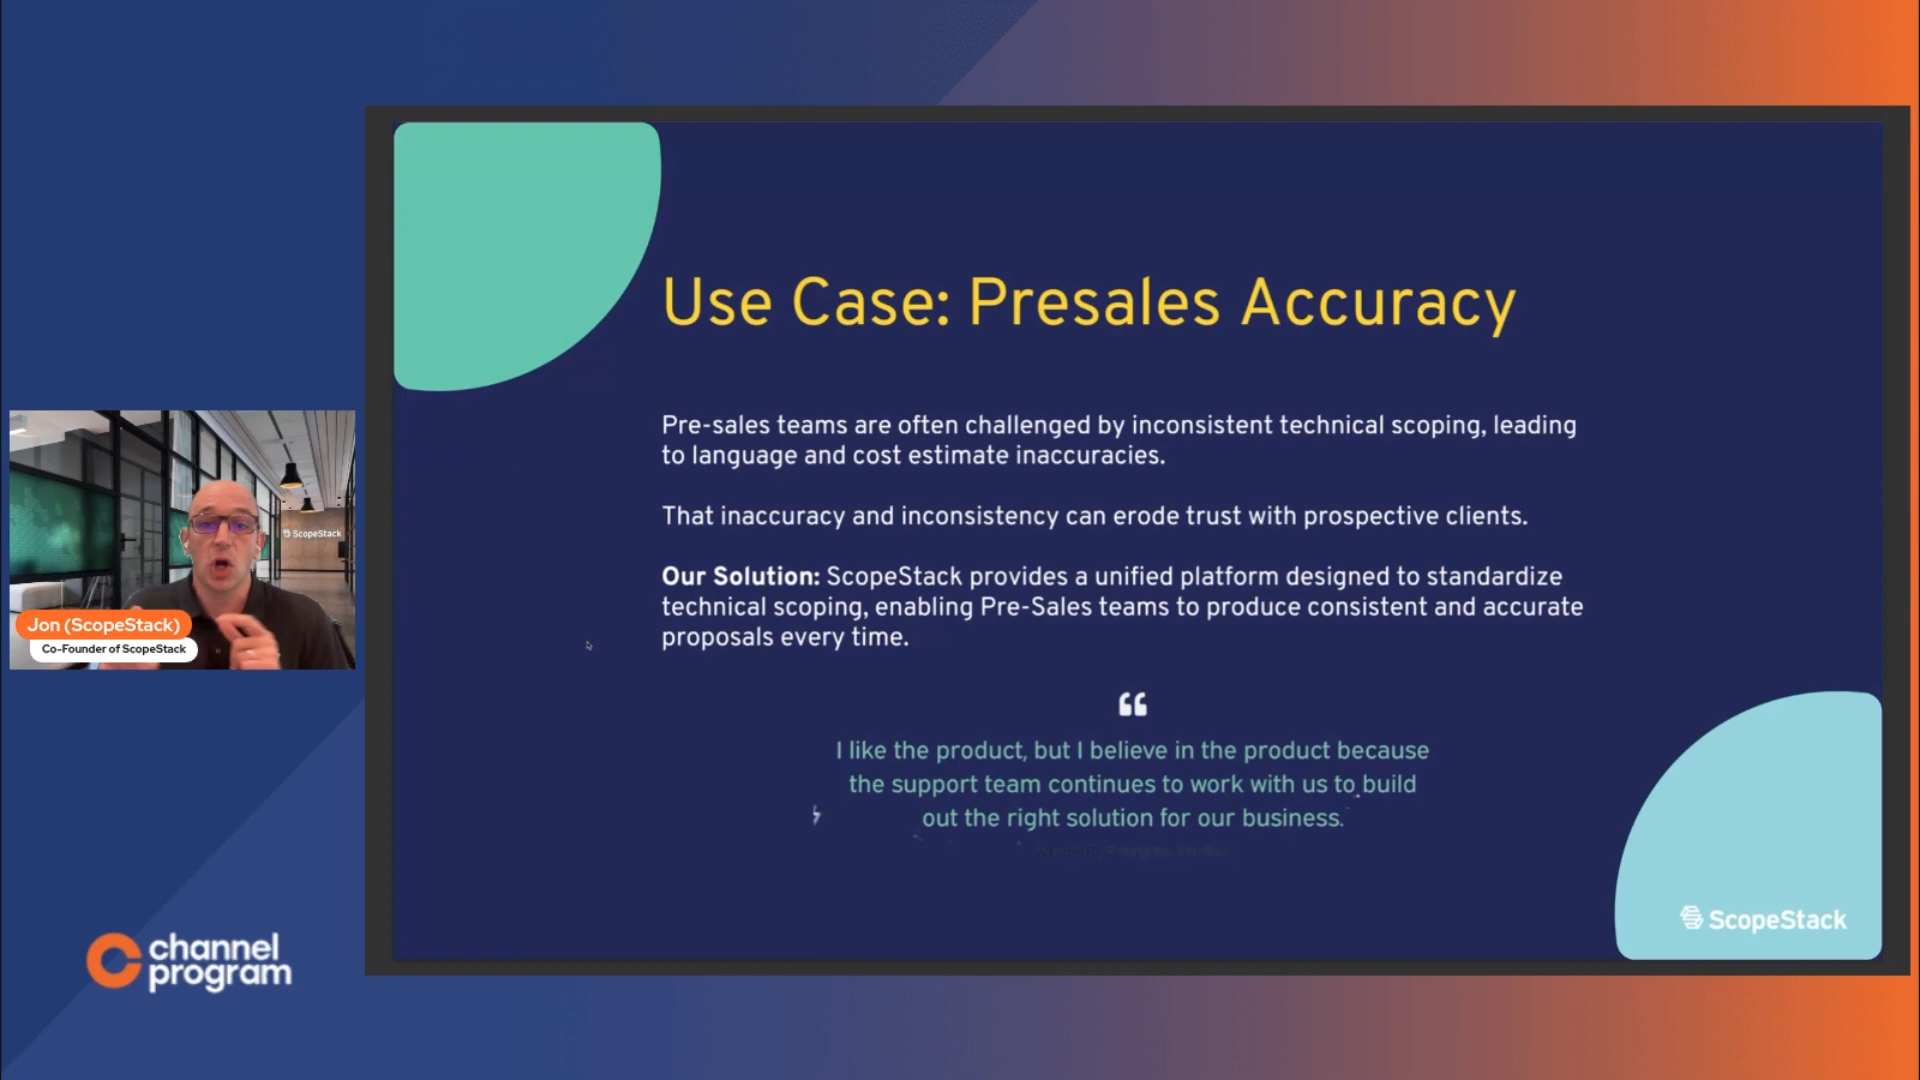 Use Case: Presales Accuracy
Pre-sales teams are often challenged by inconsistent technical scoping, leading
to language and cost estimate inaccuracies.
That inaccuracy and inconsistency can erode trust with prospective clients.
Our Solution: ScopeStack provides a unified platform designed to standardize
technical scoping, enabling Pre-Sales teams to produce consistent and accurate
proposals every time.
“
I like the product, but I believe in the product because
the support team continues to work with us to build
out the right solution for our business.
ScopeStack
ScopeStack
Jon (ScopeStack)
Co-Founder of ScopeStack
channel
program